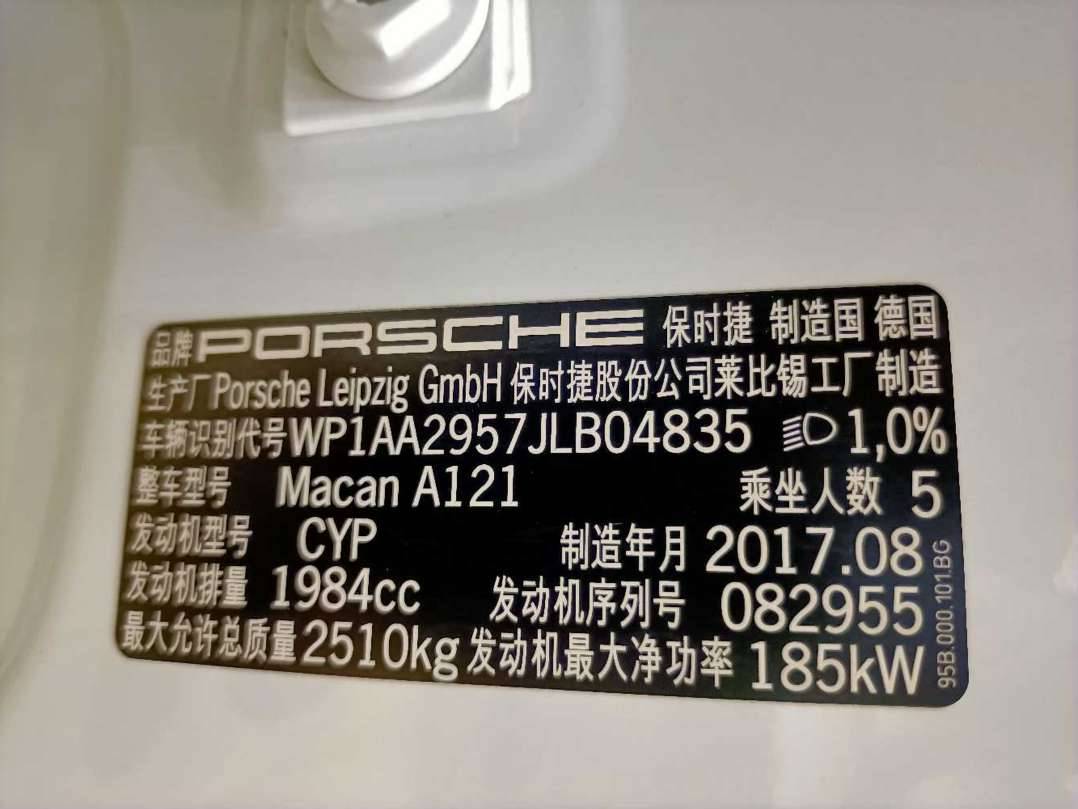 品牌 PORSCHE 保时捷 制造国 德国
生产厂 Porsche Leipzig GmbH 保时捷股份公司莱比锡工厂制造
车辆识别代号 WP1AA2957JLB04835 1,0%
整车型号 Macan A121 乘坐人数 5
发动机型号 CYP 制造年月 2017.08
发动机排量 1984cc 发动机序列号 082955
最大允许总质量 2510kg 发动机最大净功率 185kW
95B.000.101.BG